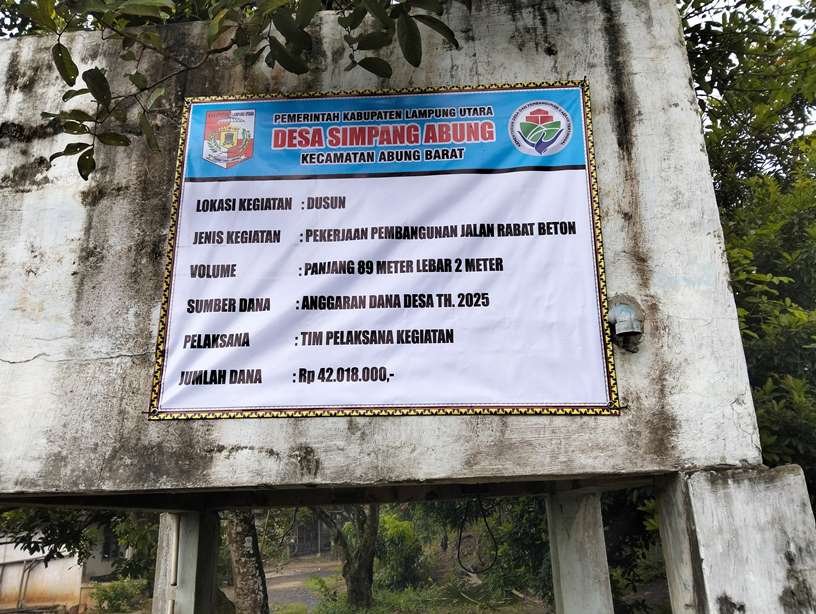 PEMERINTAH KABUPATEN LAMPUNG UTARA
DESA SIMPANG ABUNG
KECAMATAN ABUNG BARAT
LOKASI KEGIATAN : DUSUN
JENIS KEGIATAN : PEKERJAAN PEMBANGUNAN JALAN RABAT BETON
VOLUME : PANJANG 89 METER LEBAR 2 METER
SUMBER DANA : ANGGARAN DANA DESA TH. 2025
PELAKSANA : TIM PELAKSANA KEGIATAN
JUMLAH DANA : Rp 42.018.000,-